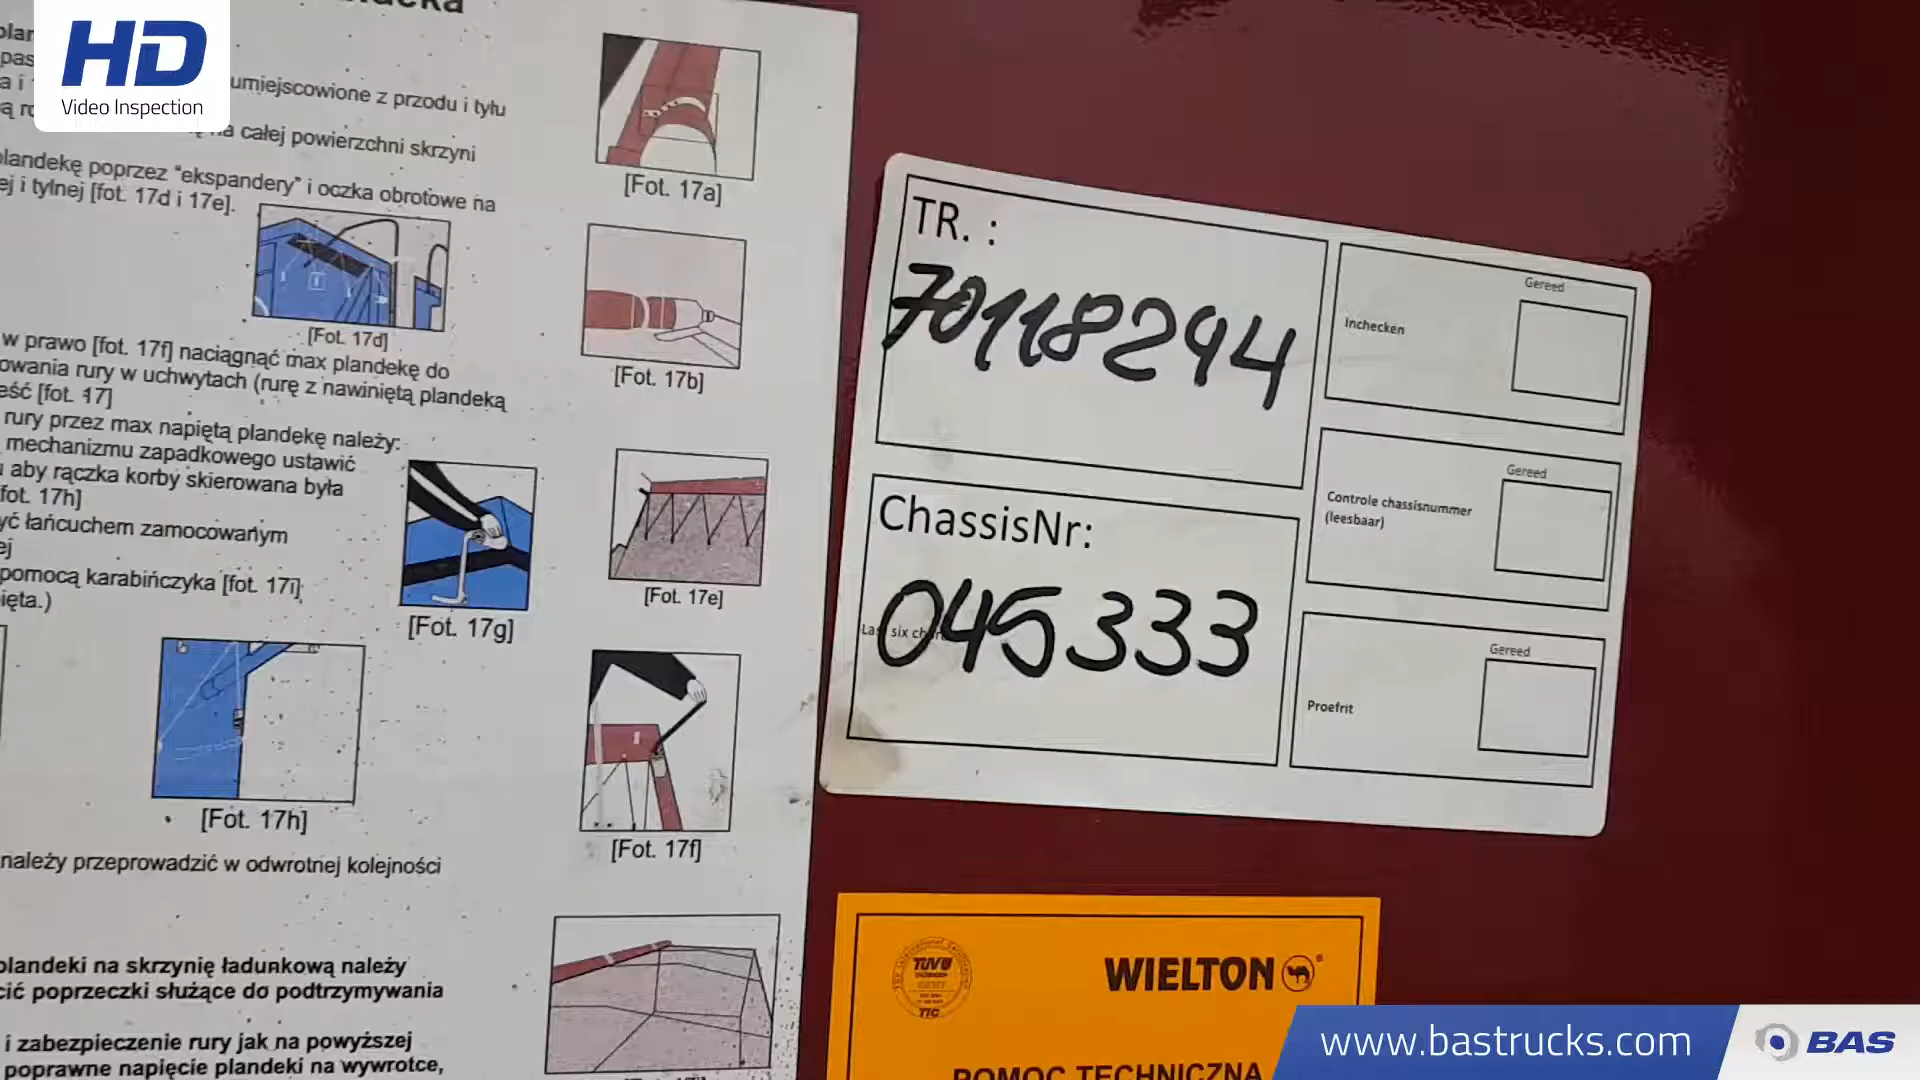 HD
Video Inspection
umiejscowione z przodu i tyłu
na całej powierzchni skrzyni
plandekę poprzez "ekspandery" i oczka obrotowe na
ej i tylnej [fot. 17d i 17e].
[Fot. 17a]
[Fot. 17d]
[Fot. 17b]
w prawo [fot. 17f] naciągnąć max plandekę do
owania rury w uchwytach (rurę z nawiniętą plandeką
eść [fot. 17]
rury przez max napiętą plandekę należy:
mechanizmu zapadkowego ustawić
u aby rączka korby skierowana była
fot. 17h]
yć łańcuchem zamocowanym
ej
pomocą karabińczyka [fot. 17i]
ięta.)
[Fot. 17e]
[Fot. 17g]
[Fot. 17h]
[Fot. 17f]
należy przeprowadzić w odwrotnej kolejności
plandeki na skrzynię ładunkową należy
cić poprzeczki służące do podtrzymywania
i zabezpieczenie rury jak na powyższej
poprawne napięcie plandeki na wywrotce,
TR. :
70118294
ChassisNr:
045333
Gereed
Inchecken
Gereed
Controle chassisnummer
(leesbaar)
Gereed
Proefrit
TUV
TIC
WIELTON
POMOC TECHNICZNA
www.bastrucks.com
BAS